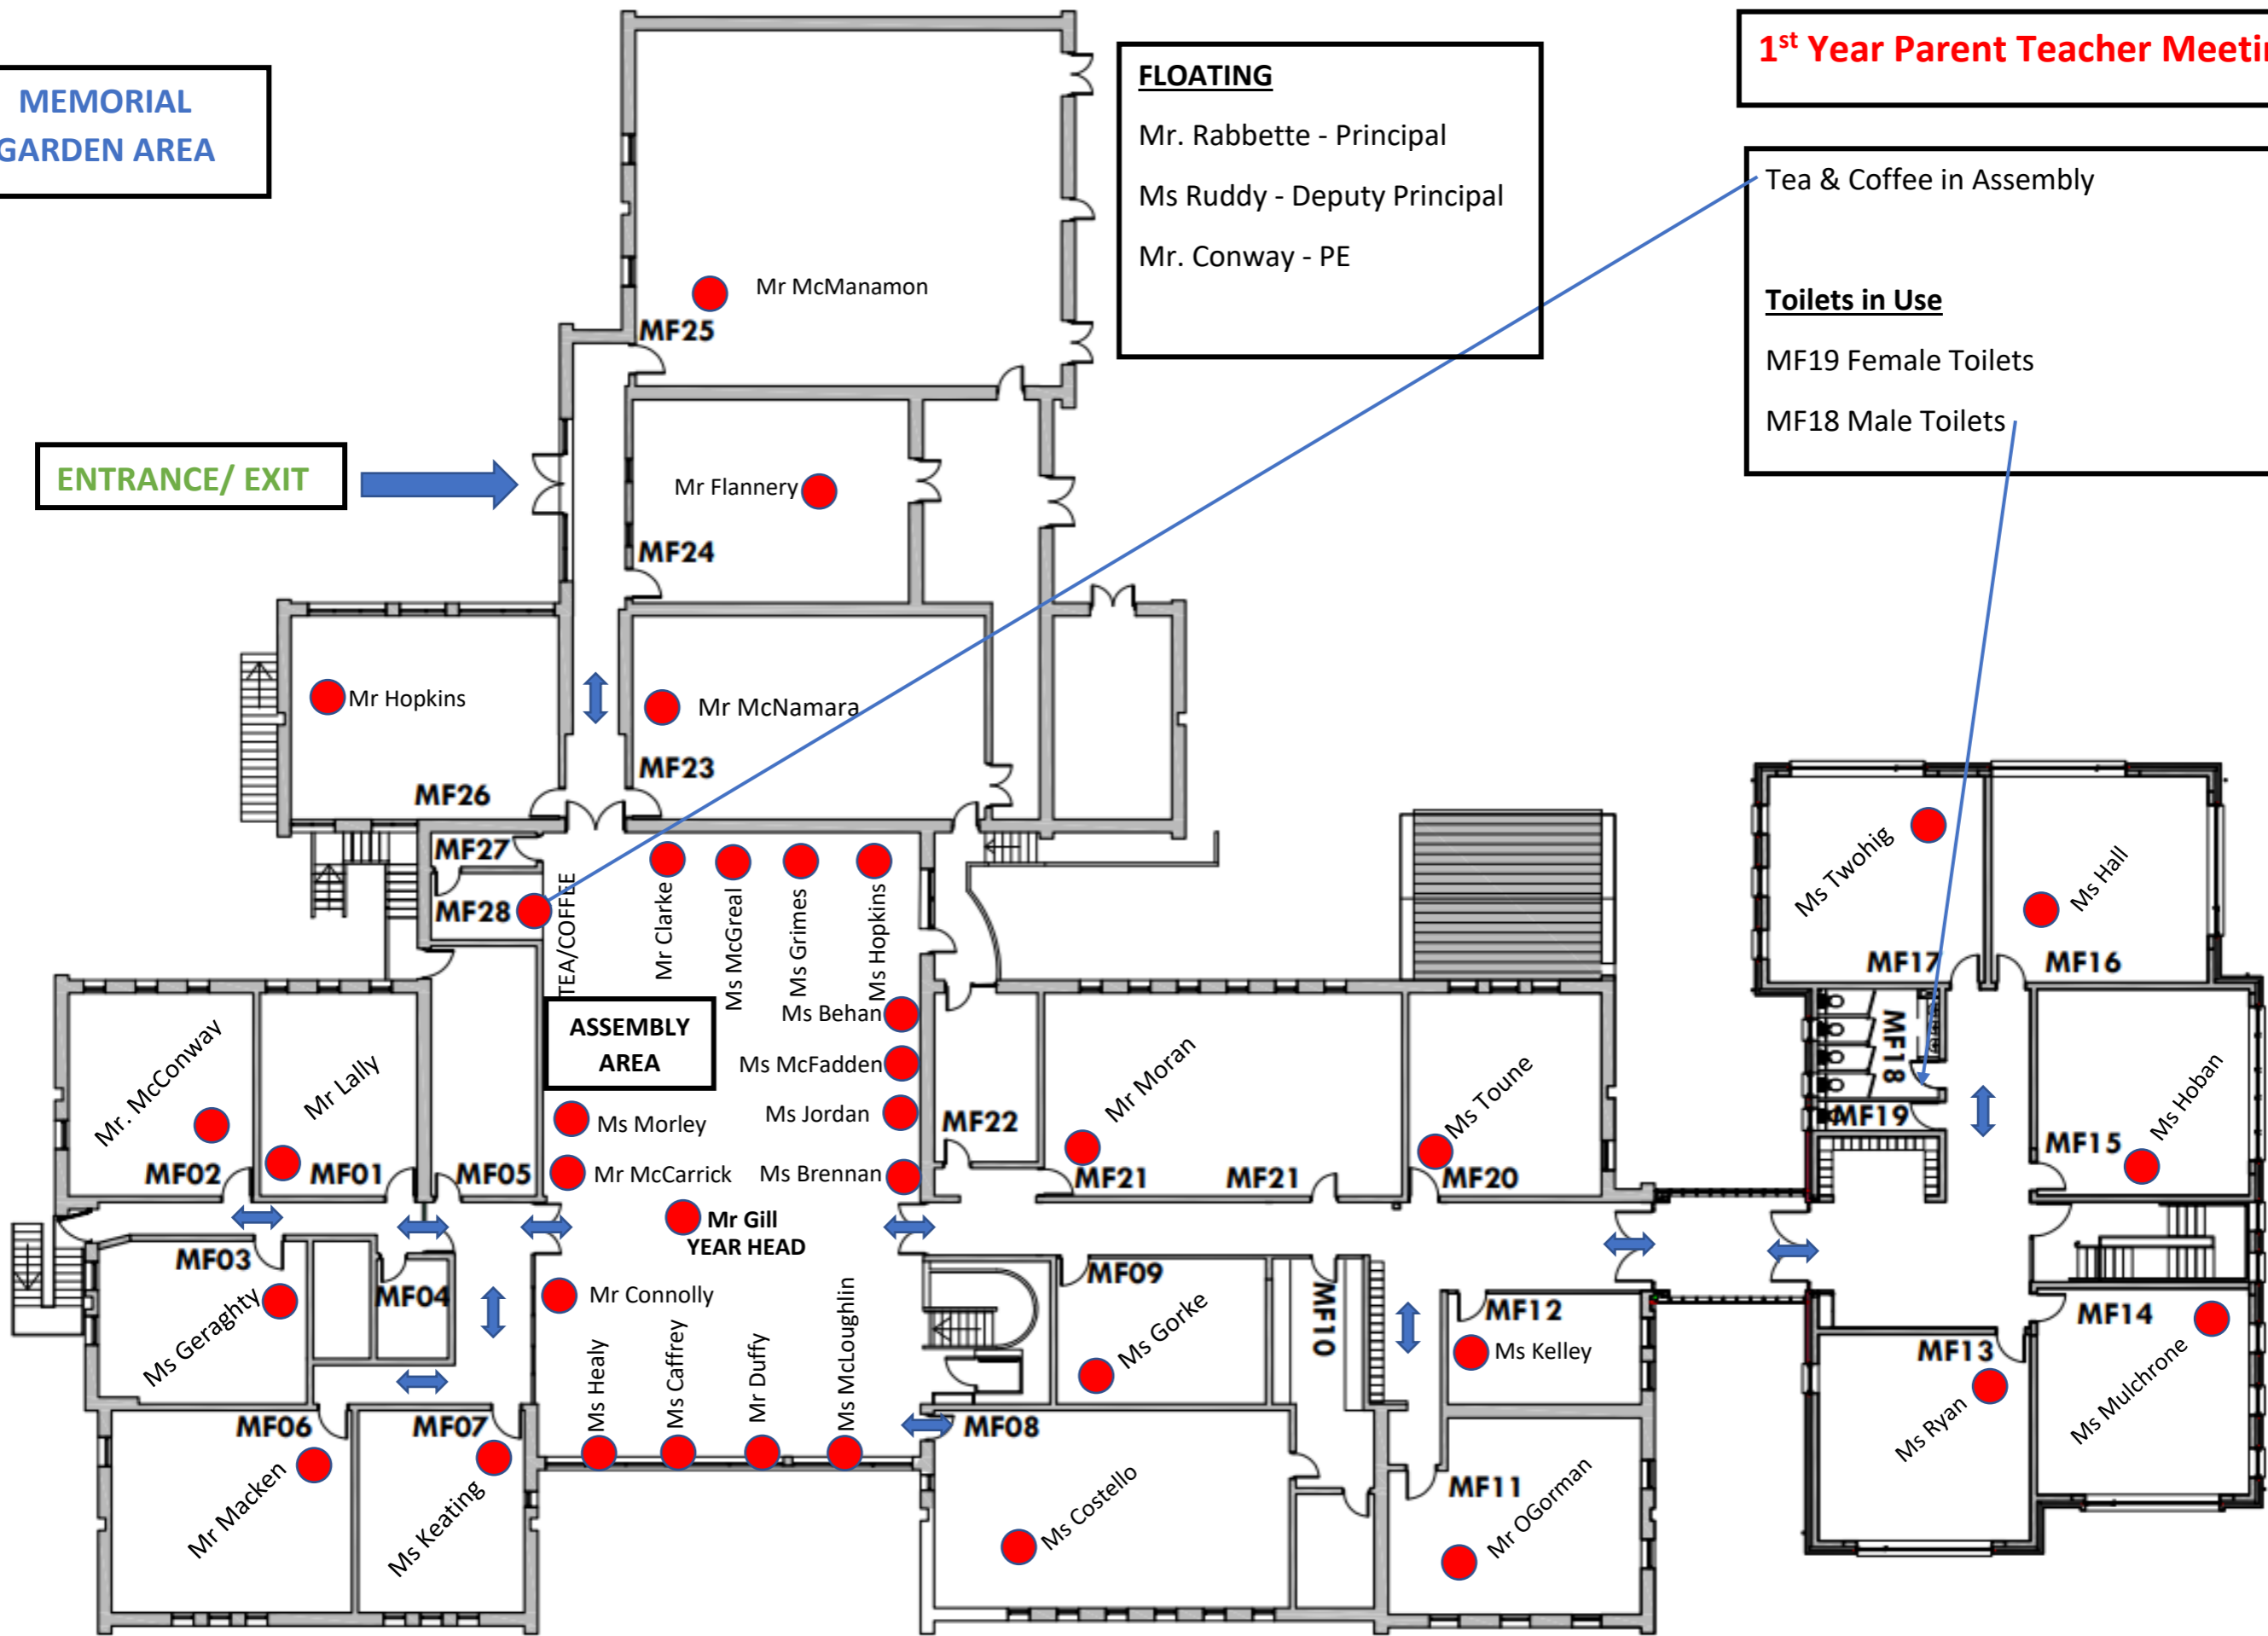 MEMORIAL
GARDEN AREA
FLOATING
Mr. Rabbette - Principal
Ms Ruddy - Deputy Principal
Mr. Conway - PE
1st Year Parent Teacher Meetin
Tea & Coffee in Assembly
Toilets in Use
MF19 Female Toilets
MF18 Male Toilets
ENTRANCE/ EXIT
Mr McManamon
MF25
Mr Flannery
MF24
Mr Hopkins
MF26
Mr McNamara
MF23
MF27
MF28
TEA/COFFEE
Mr Clarke
Ms McGreal
Ms Grimes
Ms Hopkins
ASSEMBLY
AREA
Ms Behan
Ms McFadden
Ms Jordan
Ms Brennan
Ms Morley
Mr McCarrick
Mr Gill
YEAR HEAD
Mr Connolly
Ms Healy
Ms Caffrey
Mr Duffy
Ms McLoughlin
Mr. McConway
MF02
Mr Lally
MF01
MF05
MF03
Ms Geraghty
MF04
MF06
Mr Macken
MF07
Ms Keating
MF22
Mr Moran
MF21
MF21
Ms Toune
MF20
MF09
Ms Gorke
MF10
MF12
Ms Kelley
MF08
Ms Costello
MF11
Mr OGorman
Ms Twohig
MF17
Ms Hall
MF16
MF18
MF19
Ms Hoban
MF15
MF14
Ms Mulchrone
MF13
Ms Ryan